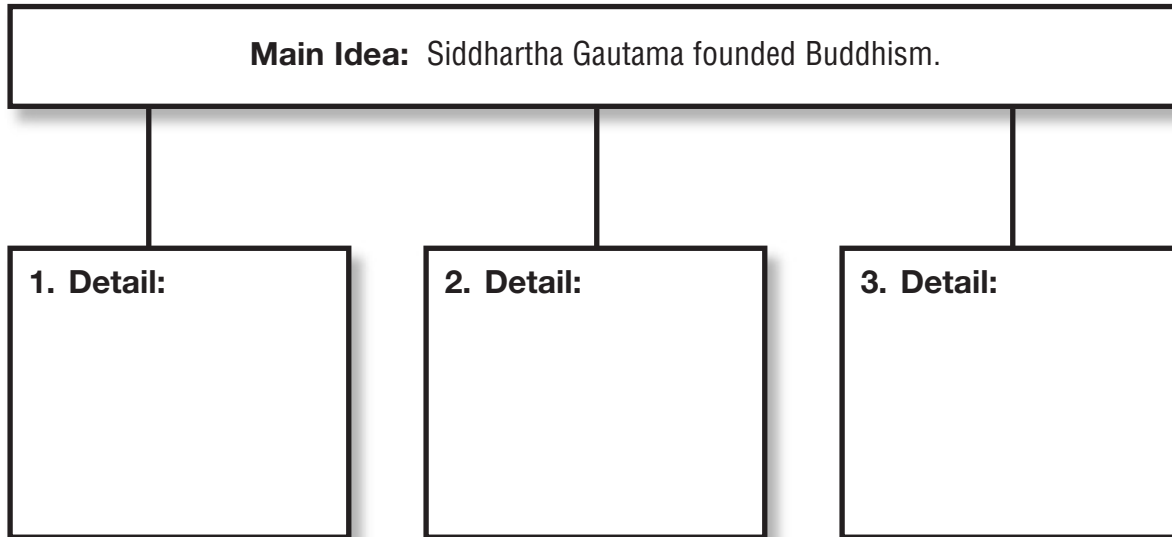 Main Idea: Siddhartha Gautama founded Buddhism.
1. Detail:
2. Detail:
3. Detail: